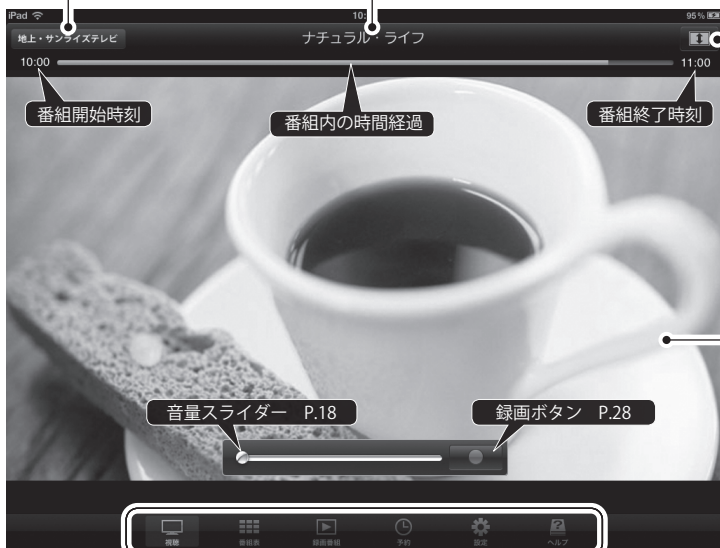 iPad
95%
地上・サンライズテレビ
ナチュラル・ライフ
10:00
11:00
番組開始時刻
番組内の時間経過
番組終了時刻
音量スライダー P.18
録画ボタン P.28
視聴
番組表
録画番組
予約
設定
ヘルプ